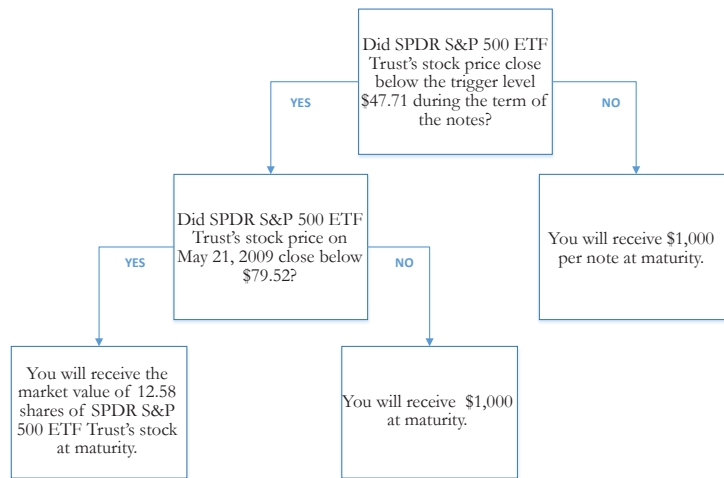 Did SPDR S&P 500 ETF
Trust's stock price close
below the trigger level
$47.71 during the term of
the notes?
YES
NO
Did SPDR S&P 500 ETF
Trust's stock price on
May 21, 2009 close below
$79.52?
You will receive $1,000
per note at maturity.
YES
NO
You will receive the
market value of 12.58
shares of SPDR S&P
500 ETF Trust's stock
at maturity.
You will receive $1,000
at maturity.